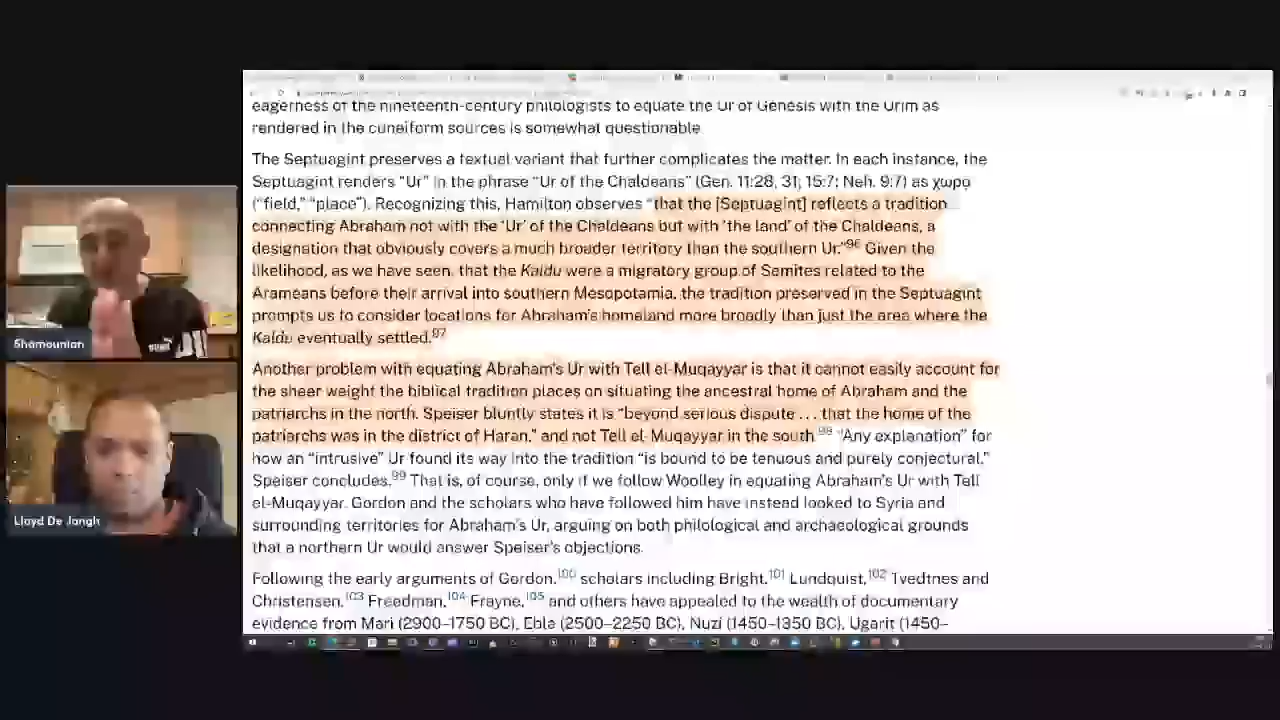 eagerness of the nineteenth-century philologists to equate the Ur of Genesis with the Urim as
rendered in the cuneiform sources is somewhat questionable
The Septuagint preserves a textual variant that further complicates the matter. In each instance, the
Septuagint renders "Ur" in the phrase "Ur of the Chaldeans" (Gen. 11:28, 31; 15:7; Neh. 9:7) as χωρα
("field," "place"). Recognizing this, Hamilton observes "that the [Septuagint] reflects a tradition
connecting Abraham not with the 'Ur' of the Chaldeans but with 'the land' of the Chaldeans, a
designation that obviously covers a much broader territory than the southern Ur."96 Given the
likelihood, as we have seen, that the Kaldu were a migratory group of Semites related to the
Arameans before their arrival into southern Mesopotamia, the tradition preserved in the Septuagint
prompts us to consider locations for Abraham's homeland more broadly than just the area where the
Kaldu eventually settled.97
Another problem with equating Abraham's Ur with Tell el-Muqayyar is that it cannot easily account for
the sheer weight the biblical tradition places on situating the ancestral home of Abraham and the
patriarchs in the north. Speiser bluntly states it is "beyond serious dispute . . . that the home of the
patriarchs was in the district of Haran," and not Tell el-Muqayyar in the south.98 "Any explanation" for
how an "intrusive" Ur found its way into the tradition "is bound to be tenuous and purely conjectural,"
Speiser concludes.99 That is, of course, only if we follow Woolley in equating Abraham's Ur with Tell
el-Muqayyar. Gordon and the scholars who have followed him have instead looked to Syria and
surrounding territories for Abraham's Ur, arguing on both philological and archaeological grounds
that a northern Ur would answer Speiser's objections.
Following the early arguments of Gordon,100 scholars including Bright,101 Lundquist,102 Tvedtnes and
Christensen,103 Freedman,104 Frayne,105 and others have appealed to the wealth of documentary
evidence from Mari (2900–1750 BC), Ebla (2500–2250 BC), Nuzi (1450–1350 BC), Ugarit (1450–
Shamounian
Lloyd De Jongh